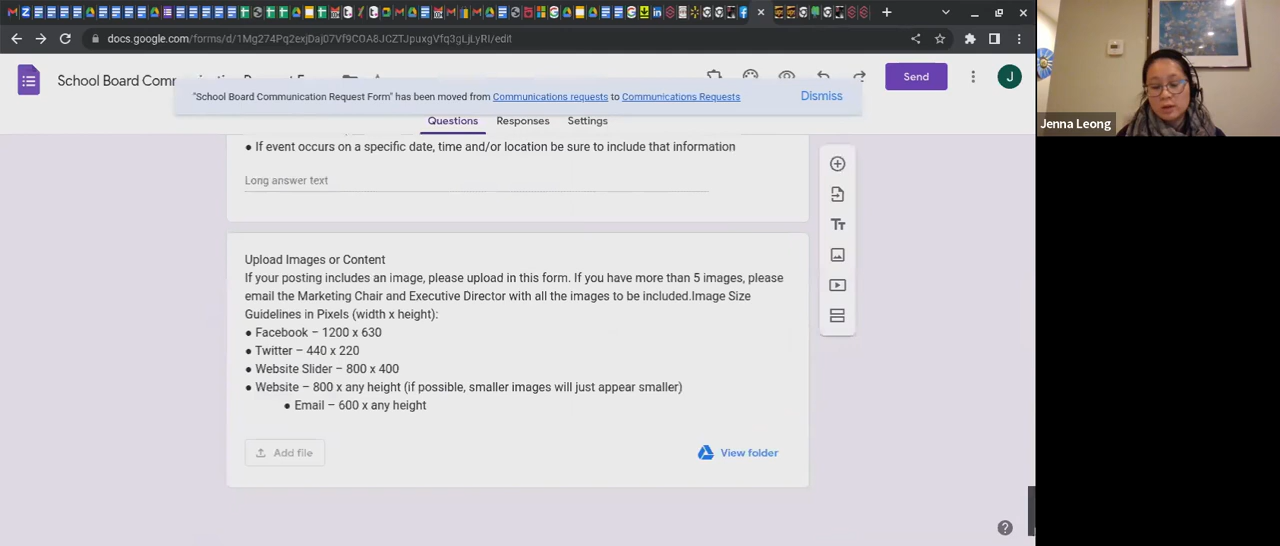 docs.google.com/forms/d/1Mg274Pq2exjDaj07Vf9COA8JCZTJpuxgVfq3gLjLyRI/edit
School Board Com
Send
J
"School Board Communication Request Form" has been moved from Communications requests to Communications Requests
Dismiss
Questions Responses Settings
● If event occurs on a specific date, time and/or location be sure to include that information
Long answer text
Upload Images or Content
If your posting includes an image, please upload in this form. If you have more than 5 images, please
email the Marketing Chair and Executive Director with all the images to be included.Image Size
Guidelines in Pixels (width x height):
● Facebook – 1200 x 630
● Twitter – 440 x 220
● Website Slider – 800 x 400
● Website – 800 x any height (if possible, smaller images will just appear smaller)
● Email – 600 x any height
Add file
View folder
Jenna Leong